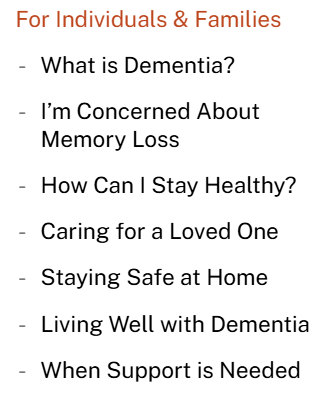 For Individuals & Families
- What is Dementia?
- I’m Concerned About
Memory Loss
- How Can I Stay Healthy?
- Caring for a Loved One
- Staying Safe at Home
- Living Well with Dementia
- When Support is Needed